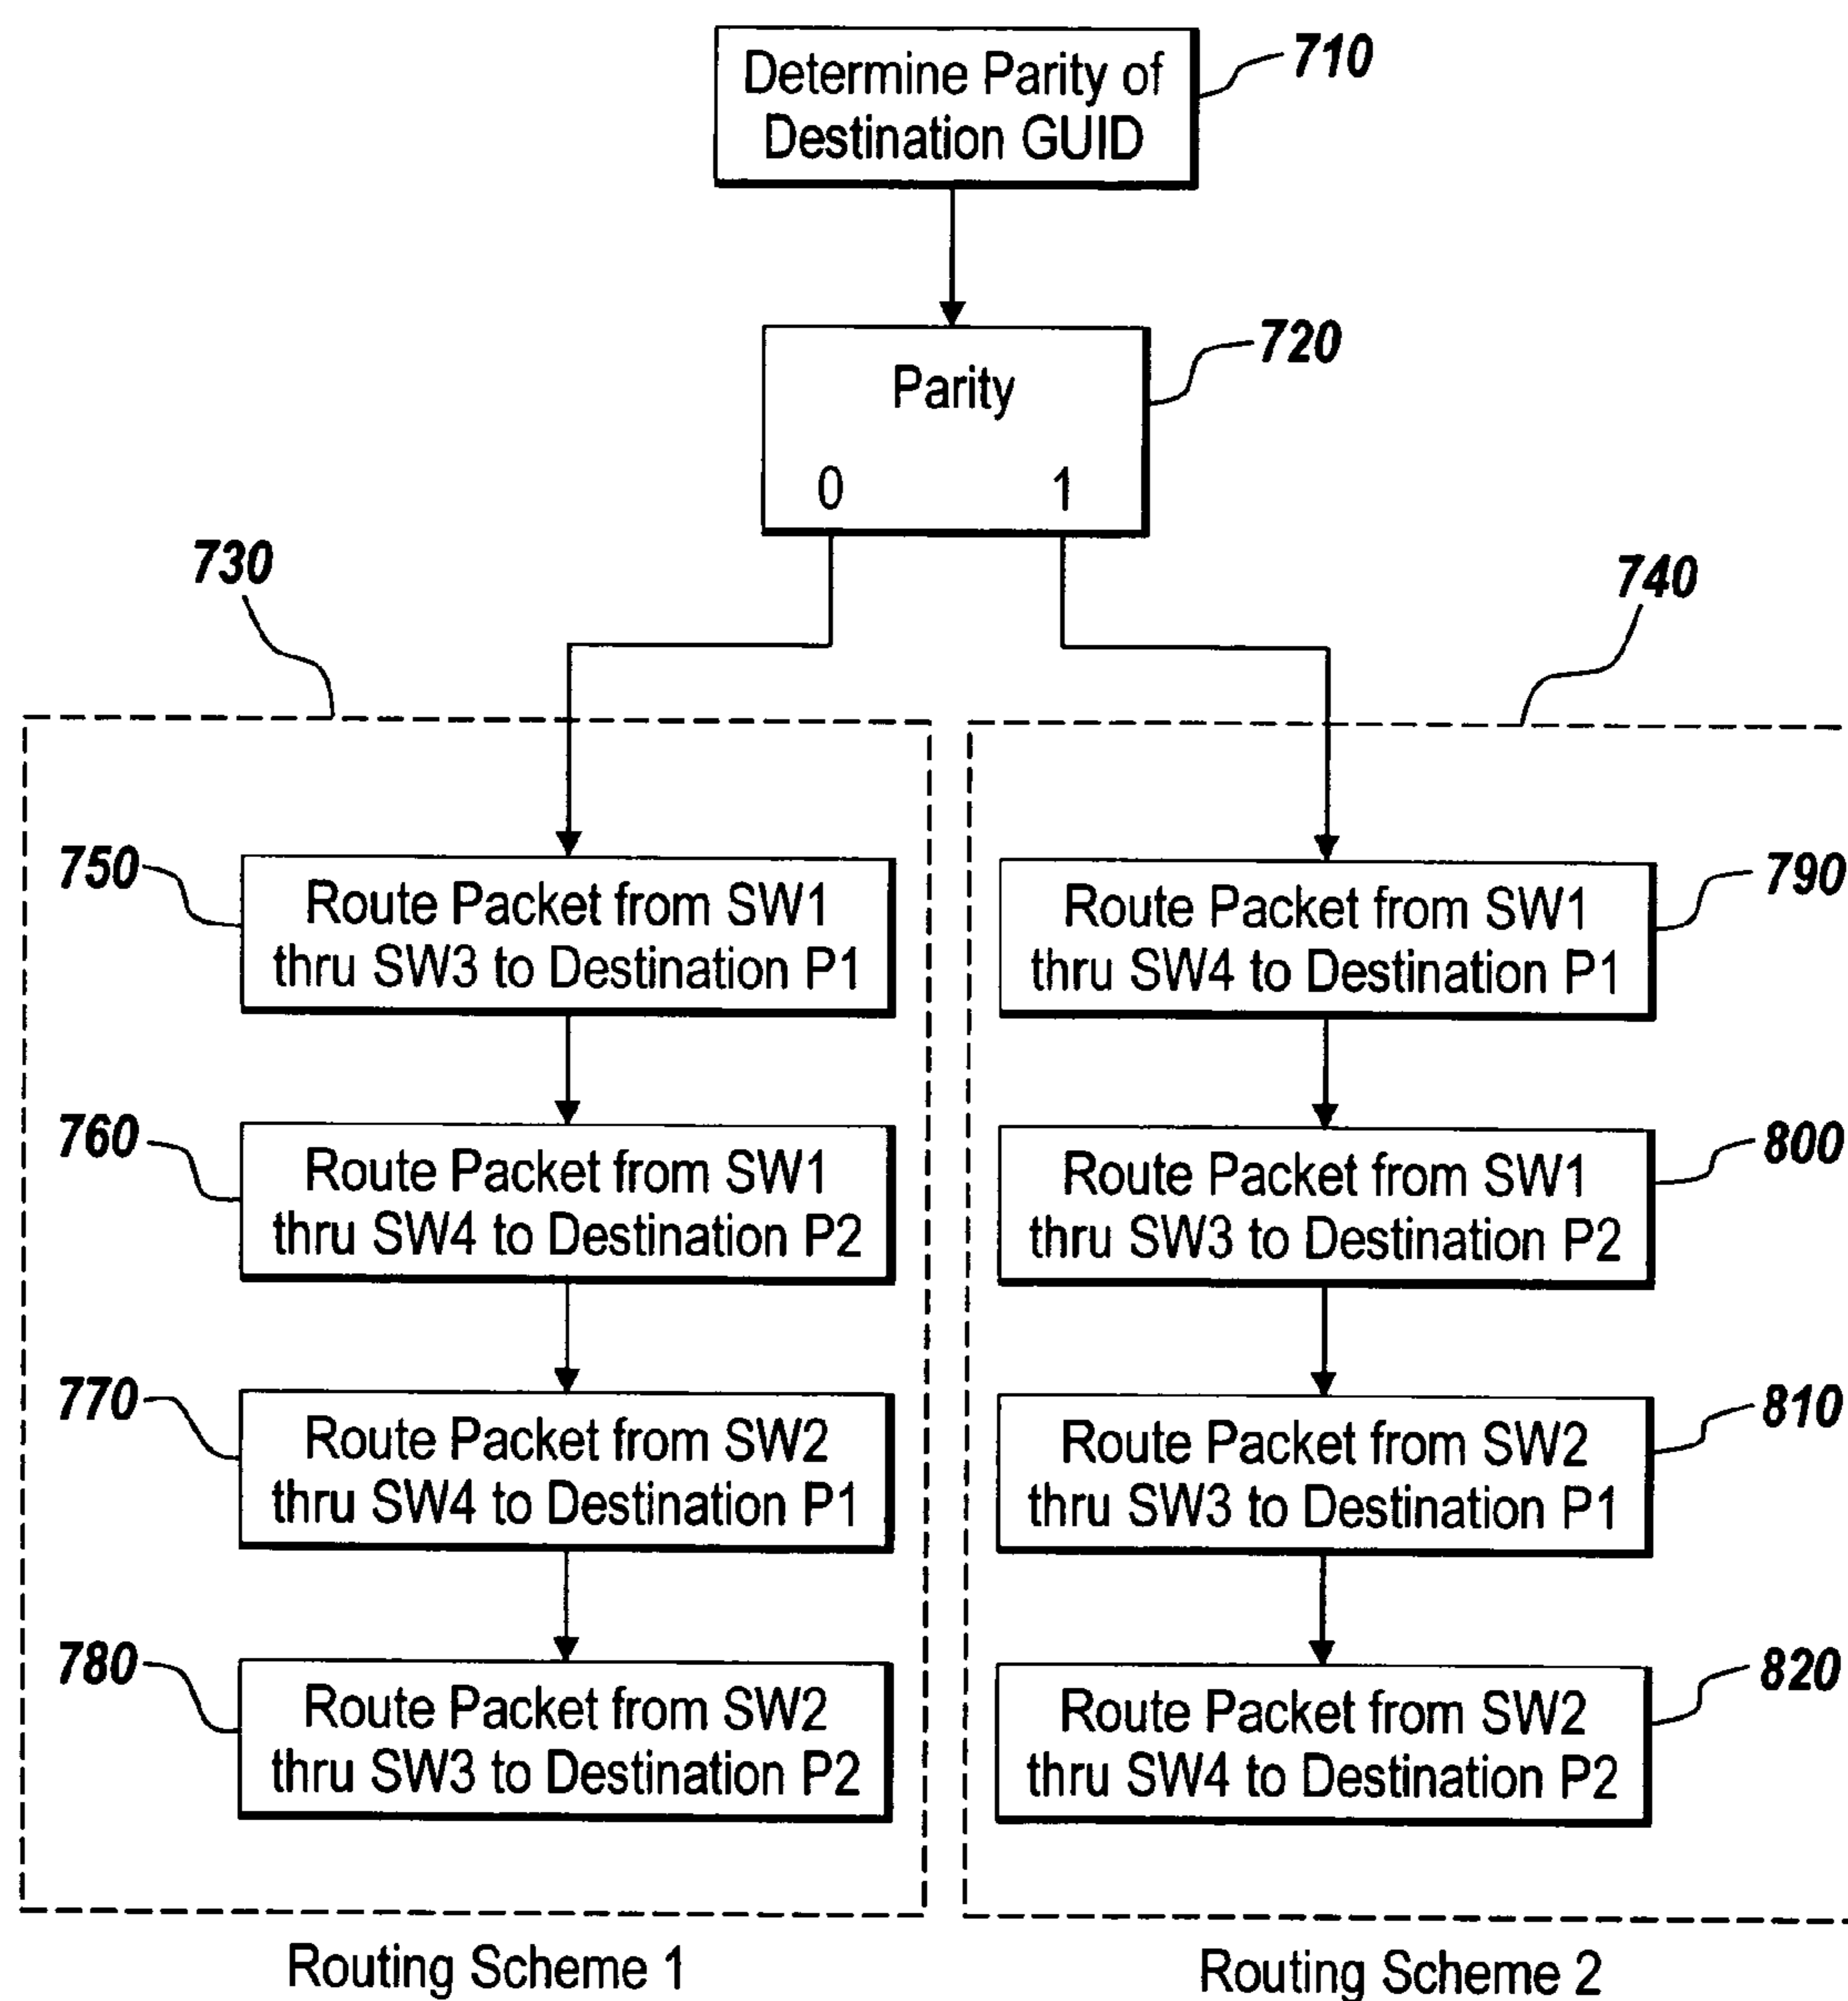 Determine Parity of
Destination GUID
710
Parity
0 1
720
730
740
750
Route Packet from SW1
thru SW3 to Destination P1
760
Route Packet from SW1
thru SW4 to Destination P2
770
Route Packet from SW2
thru SW4 to Destination P1
780
Route Packet from SW2
thru SW3 to Destination P2
Routing Scheme 1
Route Packet from SW1
thru SW4 to Destination P1
790
Route Packet from SW1
thru SW3 to Destination P2
800
Route Packet from SW2
thru SW3 to Destination P1
810
Route Packet from SW2
thru SW4 to Destination P2
820
Routing Scheme 2